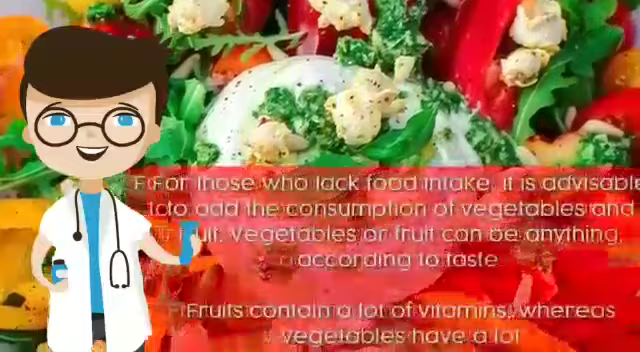 For those who lack food intake, it is advisable
to add the consumption of vegetables and
fruit. Vegetables or fruit can be anything,
according to taste
Fruits contain a lot of vitamins, whereas
vegetables have a lot